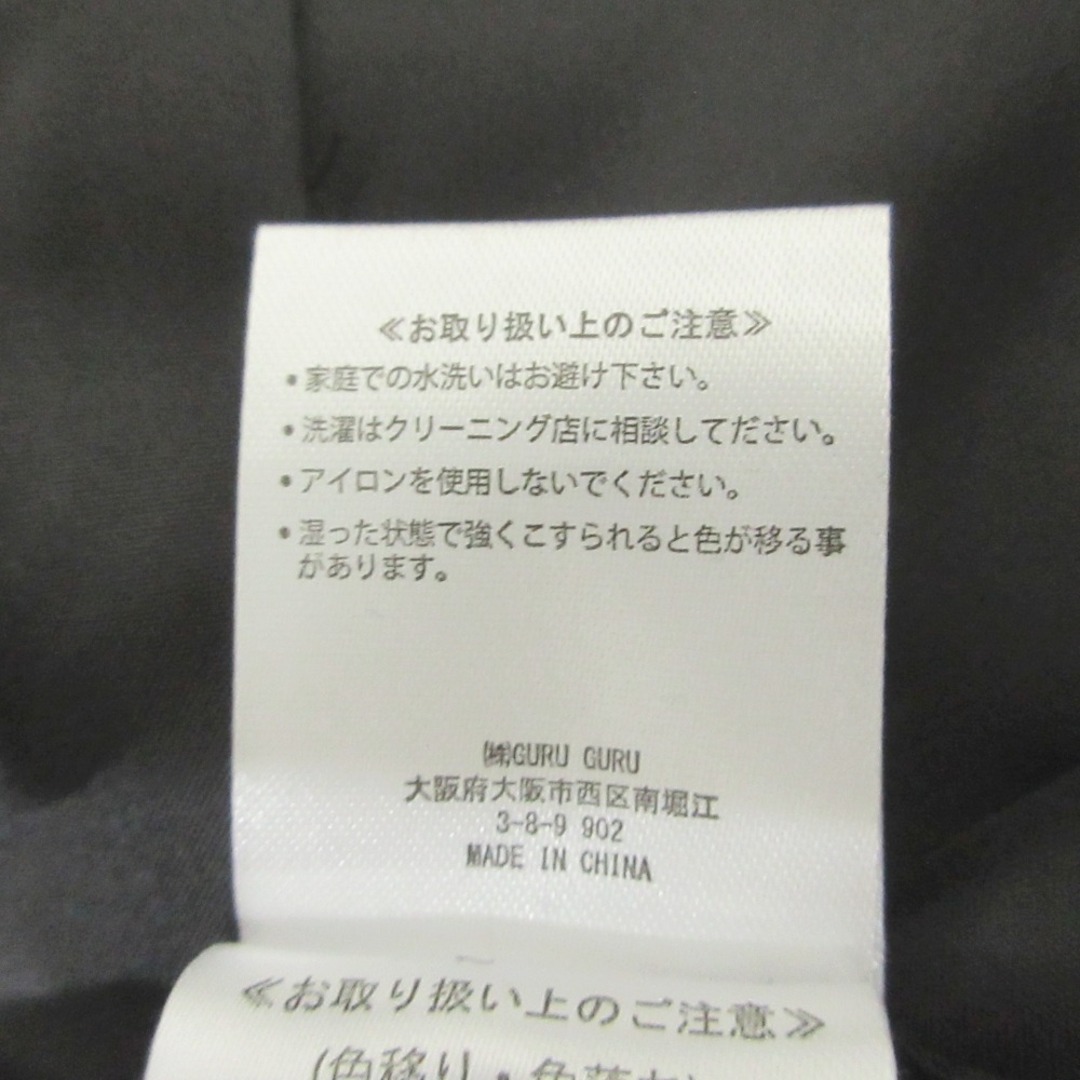 ≪お取り扱い上のご注意≫
•家庭での水洗いはお避け下さい。
•洗濯はクリーニング店に相談してださい。
•アイロンを使用しないでください。
•湿った状態で強くこすられると色が移る事
があります。
㈱GURU GURU
大阪府大阪市西区南堀江
3-8-9 902
MADE IN CHINA
≪お取り扱い上のご注意≫
(色移り・色落